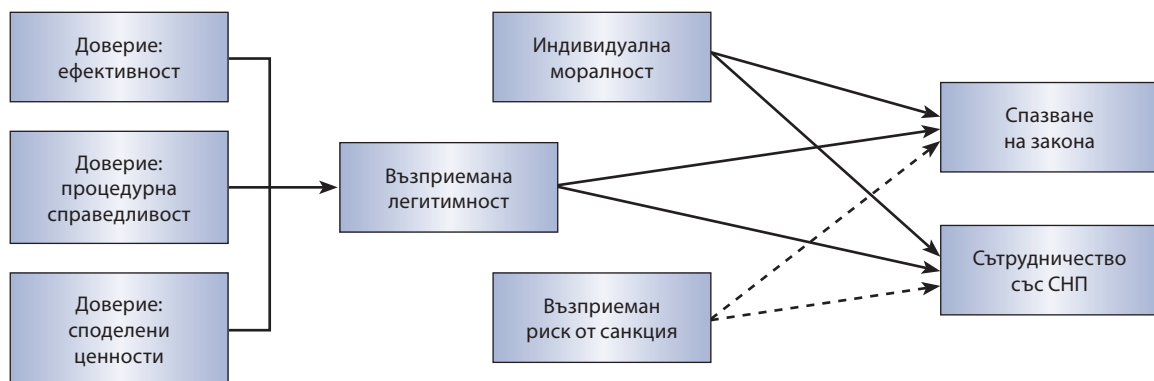 Доверие:
ефективност
Доверие:
процедурна
справедливост
Доверие:
споделени
ценности
Възприемана
легитимност
Индивидуална
моралност
Възприеман
риск от санкция
Спазване
на закона
Сътрудничество
със СНП